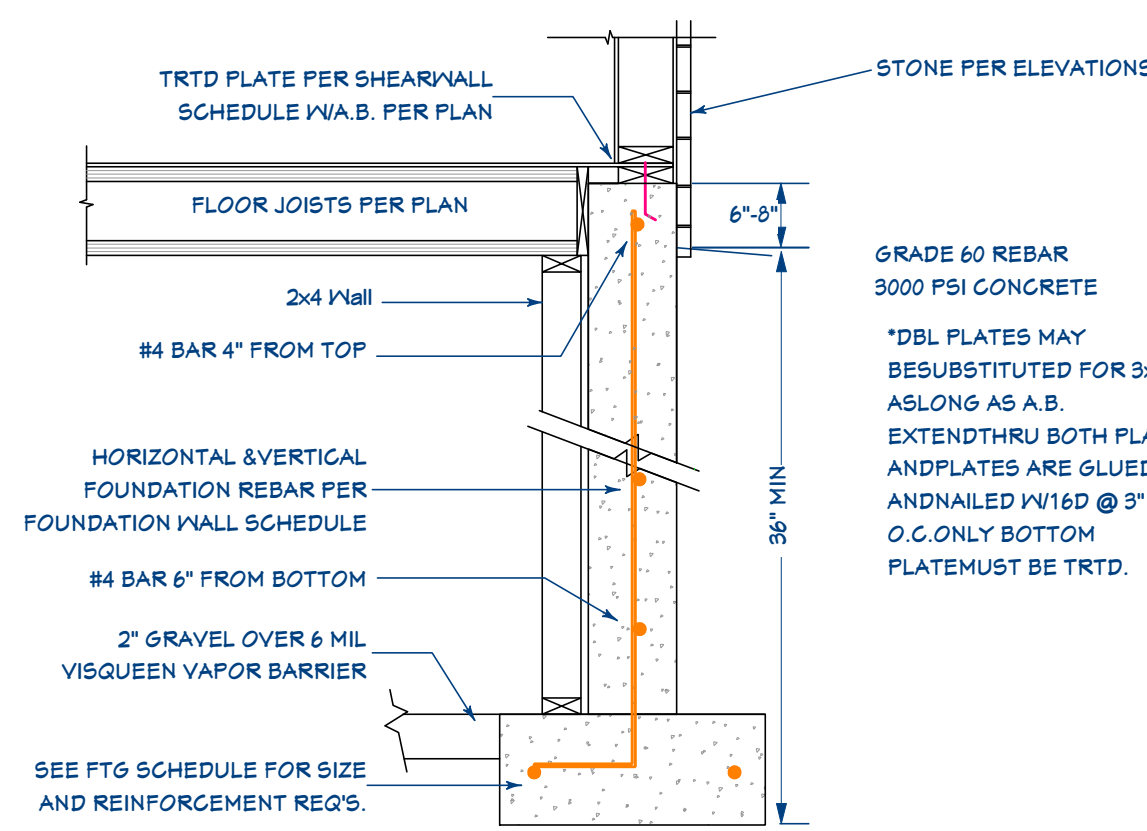 TRTD PLATE PER SHEARWALL
SCHEDULE W/A.B. PER PLAN
STONE PER ELEVATIONS
FLOOR JOISTS PER PLAN
6"-8"
GRADE 60 REBAR
3000 PSI CONCRETE
2x4 Wall
#4 BAR 4" FROM TOP
*DBL PLATES MAY
BESUBSTITUTED FOR 3x
ASLONG AS A.B.
EXTENDTHRU BOTH PLA
ANDPLATES ARE GLUED
ANDNAILED W/16D @ 3"
O.C.ONLY BOTTOM
PLATEMUST BE TRTD.
HORIZONTAL &VERTICAL
FOUNDATION REBAR PER
FOUNDATION WALL SCHEDULE
36" MIN
#4 BAR 6" FROM BOTTOM
2" GRAVEL OVER 6 MIL
VISQUEEN VAPOR BARRIER
SEE FTG SCHEDULE FOR SIZE
AND REINFORCEMENT REQ'S.